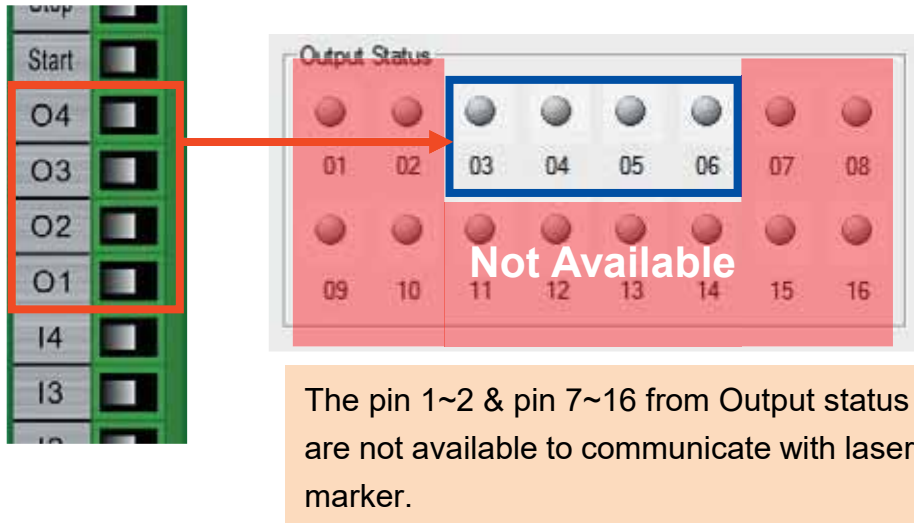 Stop
Start
O4
O3
O2
O1
I4
I3
Output Status
01 02 03 04 05 06 07 08
09 10 11 12 13 14 15 16
Not Available
The pin 1~2 & pin 7~16 from Output status
are not available to communicate with laser
marker.